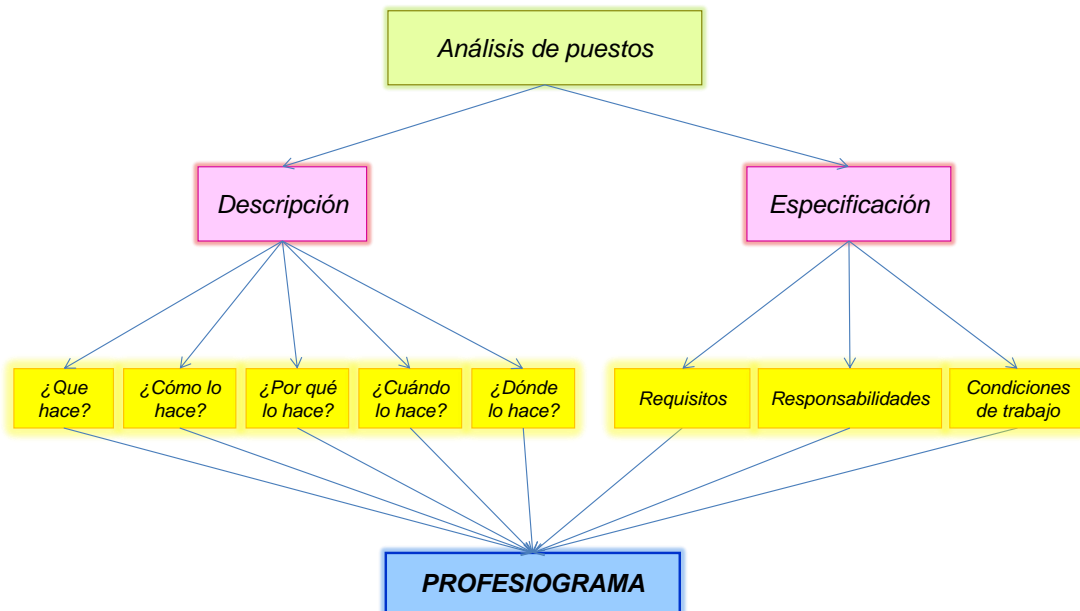 Análisis de puestos
Descripción
Especificación
¿Que
hace?
¿Cómo lo
hace?
¿Por qué
lo hace?
¿Cuándo
lo hace?
¿Dónde
lo hace?
Requisitos
Responsabilidades
Condiciones
de trabajo
PROFESIOGRAMA